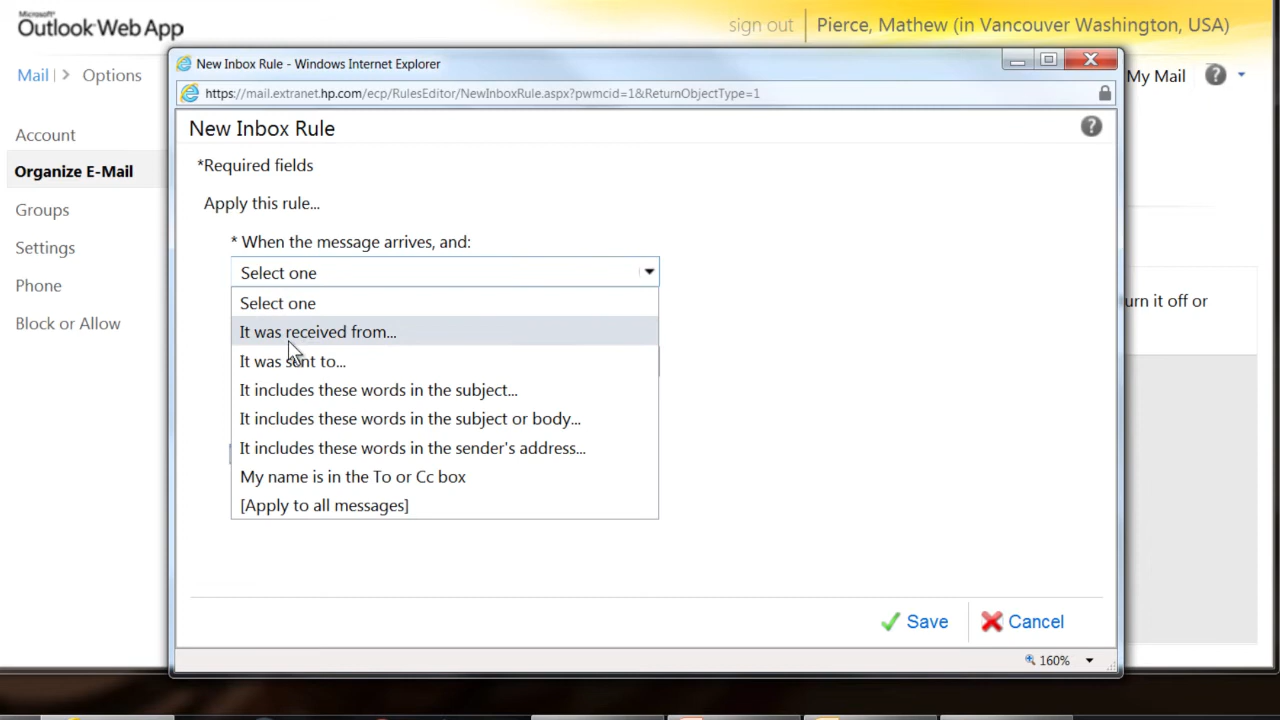 Microsoft
Outlook Web App
sign out
Pierce, Mathew (in Vancouver Washington, USA)
Mail > Options
My Mail
?
Account
Organize E-Mail
Groups
Settings
Phone
Block or Allow
urn it off or
New Inbox Rule - Windows Internet Explorer
https://mail.extranet.hp.com/ecp/RulesEditor/NewInboxRule.aspx?pwmcid=1&ReturnObjectType=1
New Inbox Rule
?
*Required fields
Apply this rule...
* When the message arrives, and:
Select one
Select one
It was received from...
It was sent to...
It includes these words in the subject...
It includes these words in the subject or body...
It includes these words in the sender's address...
My name is in the To or Cc box
[Apply to all messages]
Save
Cancel
160%